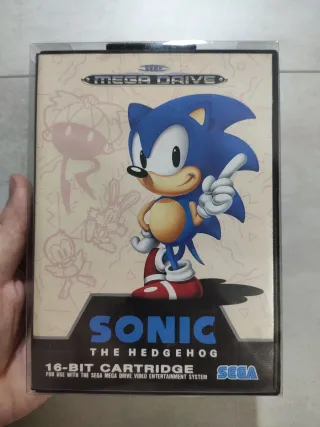 SEGA
MEGA DRIVE
SONIC
THE HEDGEHOG
16-BIT CARTRIDGE
FOR USE WITH THE SEGA MEGA DRIVE VIDEO ENTERTAINMENT SYSTEM
SEGA